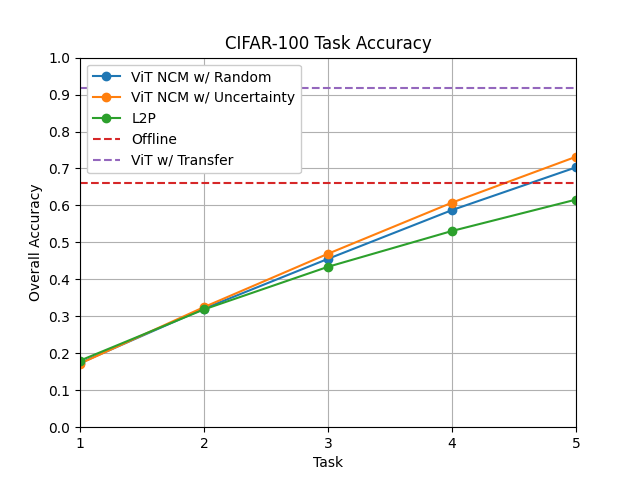 CIFAR-100 Task Accuracy
1.0
0.9
0.8
0.7
0.6
0.5
0.4
0.3
0.2
0.1
0.0
Overall Accuracy
ViT NCM w/ Random
ViT NCM w/ Uncertainty
L2P
Offline
ViT w/ Transfer
1 2 3 4 5
Task